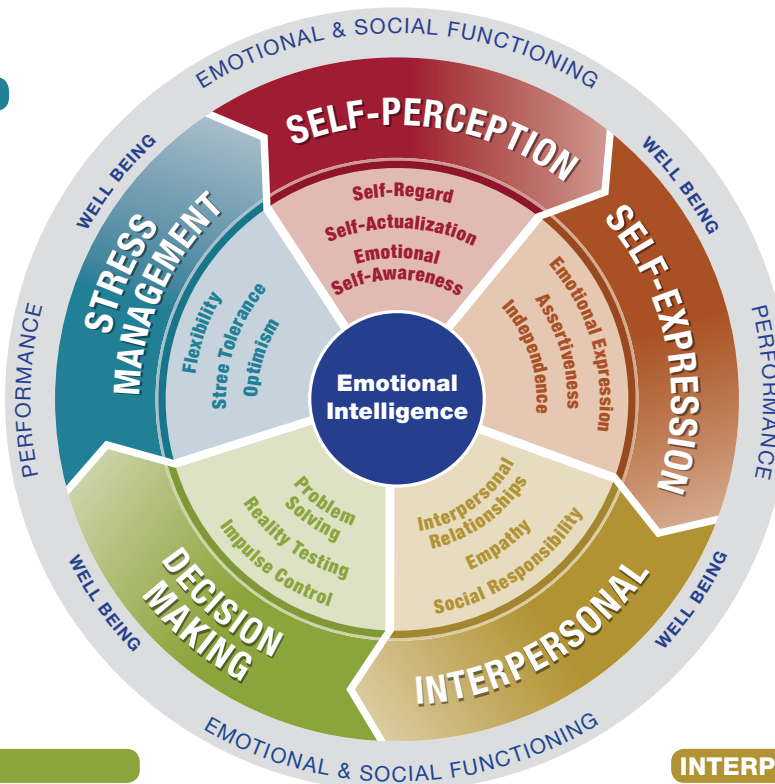 EMOTIONAL & SOCIAL FUNCTIONING
WELL BEING
WELL BEING
PERFORMANCE
PERFORMANCE
SELF-PERCEPTION
Self-Regard
Self-Actualization
Emotional
Self-Awareness
SELF-EXPRESSION
Emotional Expression
Assertiveness
Independence
STRESS
MANAGEMENT
Flexibility
Stree Tolerance
Optimism
Emotional
Intelligence
Interpersonal
Relationships
Empathy
Social Responsibility
INTERPERSONAL
Problem
Solving
Reality Testing
Impulse Control
DECISION
MAKING
WELL BEING
WELL BEING
EMOTIONAL & SOCIAL FUNCTIONING
INTERP